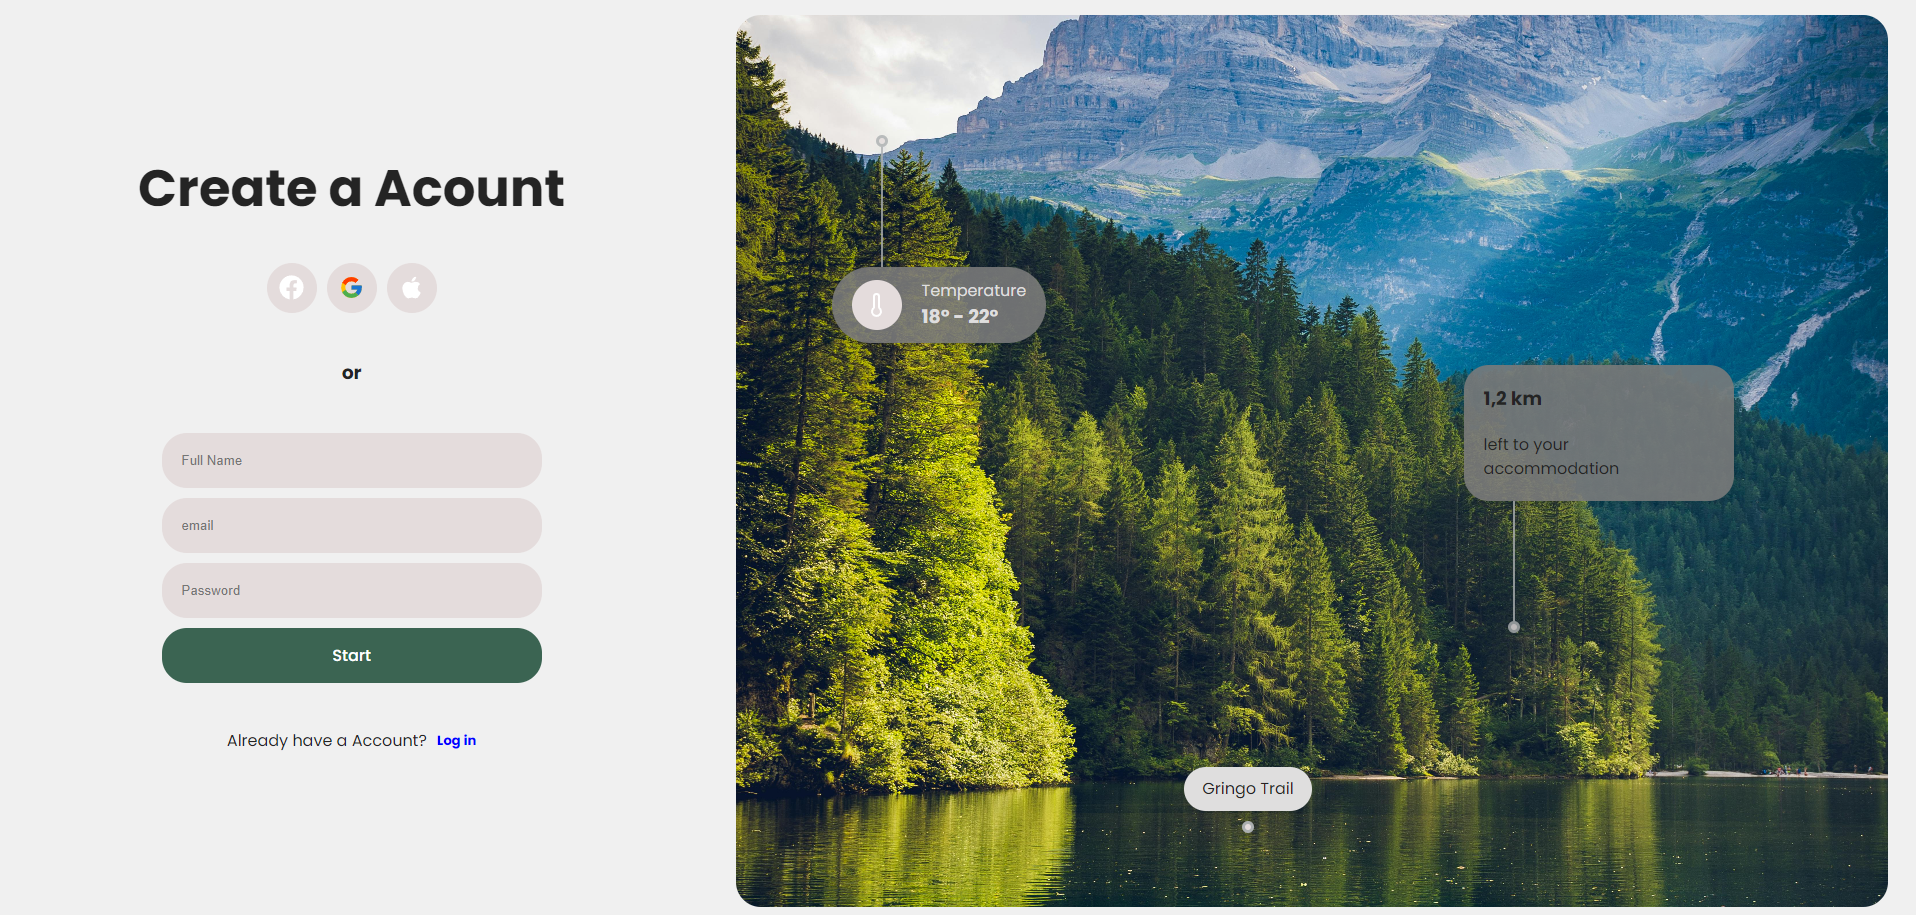 Create a Acount
or
Full Name
email
Password
Start
Already have a Account? Log in
Temperature
18° - 22°
1,2 km
left to your
accommodation
Gringo Trail